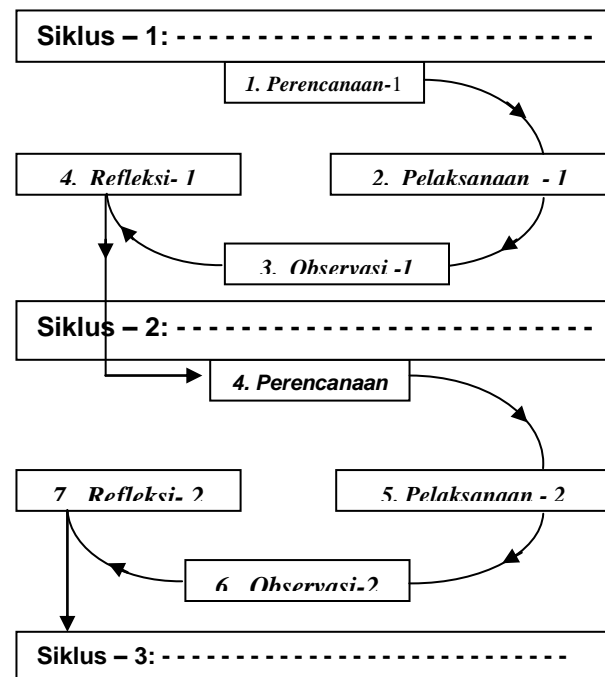 Siklus – 1: - - - - - - - - - - - - - - - - - - - - - - - - - - - - - -
1. Perencanaan-1
4. Refleksi- 1
2. Pelaksanaan - 1
3. Observasi -1
Siklus – 2: - - - - - - - - - - - - - - - - - - - - - - - - - - - - - -
4. Perencanaan
7 Refleksi- 2
5. Pelaksanaan - 2
6 Observasi-2
Siklus – 3: - - - - - - - - - - - - - - - - - - - - - - - - - - - - - -